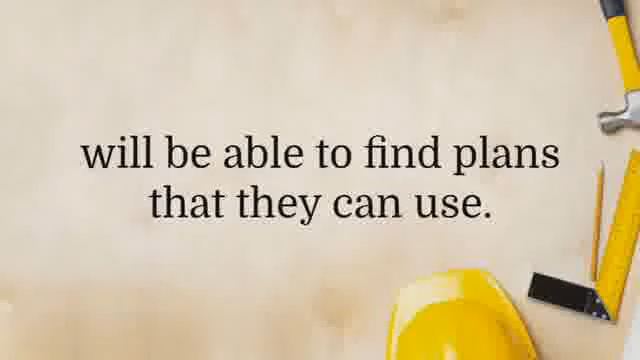 will be able to find plans
that they can use.